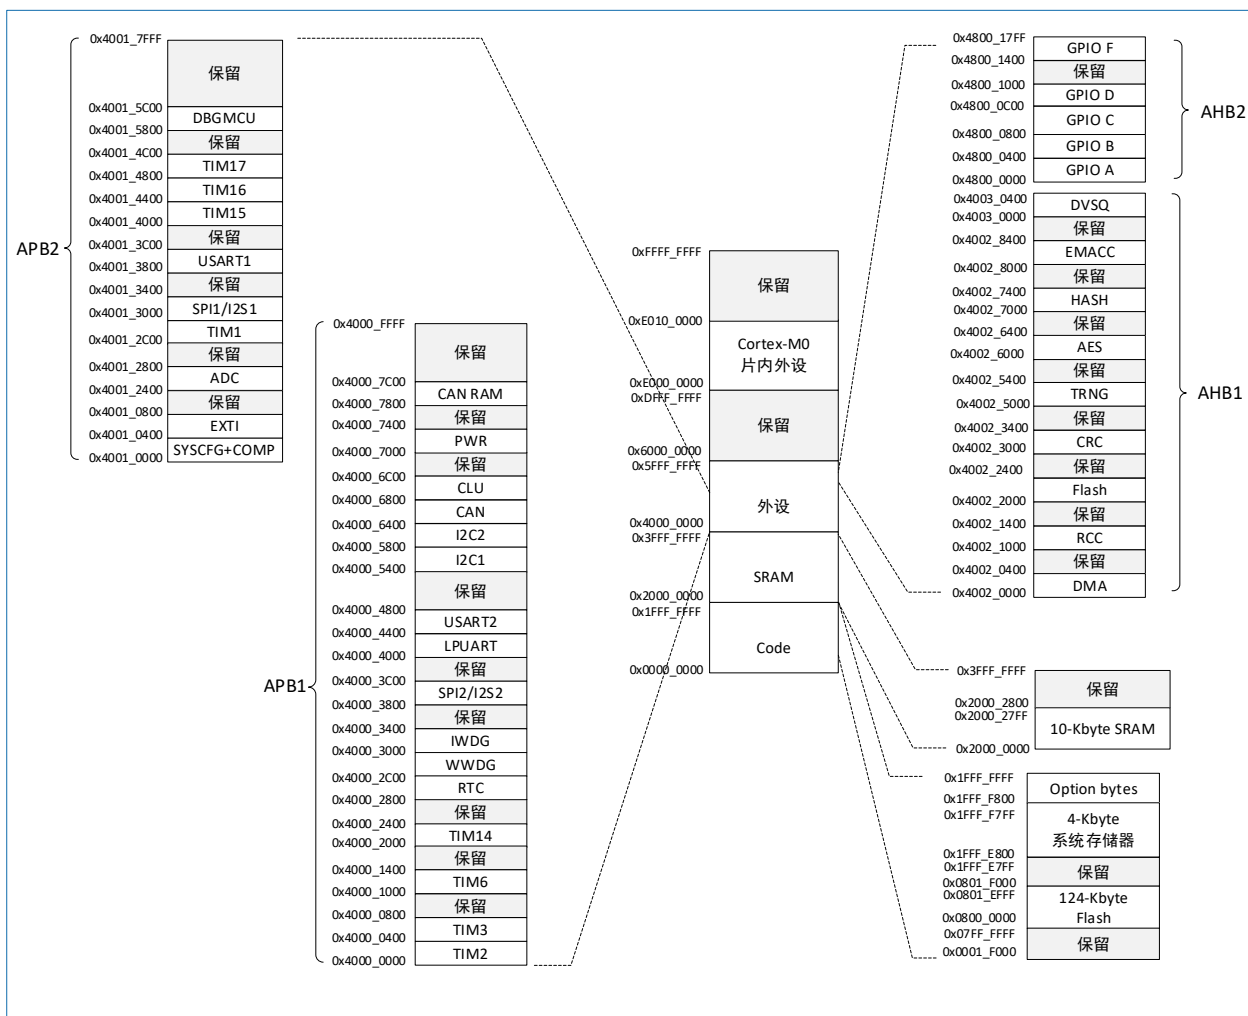 0x4001_7FFF
保留
0x4001_5C00
DBGMCU
0x4001_5800
保留
0x4001_4C00
TIM17
0x4001_4800
TIM16
0x4001_4400
TIM15
0x4001_4000
保留
0x4001_3C00
USART1
0x4001_3800
保留
0x4001_3400
SPI1/I2S1
0x4001_3000
TIM1
0x4001_2C00
保留
0x4001_2800
ADC
0x4001_2400
保留
0x4001_0800
EXTI
0x4001_0400
SYSCFG+COMP
0x4001_0000
APB2
0x4000_FFFF
保留
0x4000_7C00
CAN RAM
0x4000_7800
保留
0x4000_7400
PWR
0x4000_7000
保留
0x4000_6C00
CLU
0x4000_6800
CAN
0x4000_6400
I2C2
0x4000_5800
I2C1
0x4000_5400
保留
0x4000_4800
USART2
0x4000_4400
LPUART
0x4000_4000
保留
0x4000_3C00
SPI2/I2S2
0x4000_3800
保留
0x4000_3400
IWDG
0x4000_3000
WWDG
0x4000_2C00
RTC
0x4000_2800
保留
0x4000_2400
TIM14
0x4000_2000
保留
0x4000_1400
TIM6
0x4000_1000
保留
0x4000_0800
TIM3
0x4000_0400
TIM2
0x4000_0000
APB1
0xFFFF_FFFF
保留
0xE010_0000
Cortex-M0
片内外设
0xE000_0000
0xDFFF_FFFF
保留
0x6000_0000
0x5FFF_FFFF
外设
0x4000_0000
0x3FFF_FFFF
SRAM
0x2000_0000
0x1FFF_FFFF
Code
0x0000_0000
0x4800_17FF
GPIO F
0x4800_1400
保留
0x4800_1000
GPIO D
0x4800_0C00
GPIO C
0x4800_0800
GPIO B
0x4800_0400
GPIO A
0x4800_0000
AHB2
0x4003_0400
DVSQ
0x4003_0000
保留
0x4002_8400
EMACC
0x4002_8000
保留
0x4002_7400
HASH
0x4002_7000
保留
0x4002_6400
AES
0x4002_6000
保留
0x4002_5400
TRNG
0x4002_5000
保留
0x4002_3400
CRC
0x4002_3000
保留
0x4002_2400
Flash
0x4002_2000
保留
0x4002_1400
RCC
0x4002_1000
保留
0x4002_0400
DMA
0x4002_0000
AHB1
0x3FFF_FFFF
保留
0x2000_2800
0x2000_27FF
10-Kbyte SRAM
0x2000_0000
0x1FFF_FFFF
Option bytes
0x1FFF_F800
0x1FFF_F7FF
4-Kbyte
系统存储器
0x1FFF_E800
0x1FFF_E7FF
保留
0x0801_F000
0x0801_EFFF
124-Kbyte
Flash
0x0800_0000
0x07FF_FFFF
保留
0x0001_F000